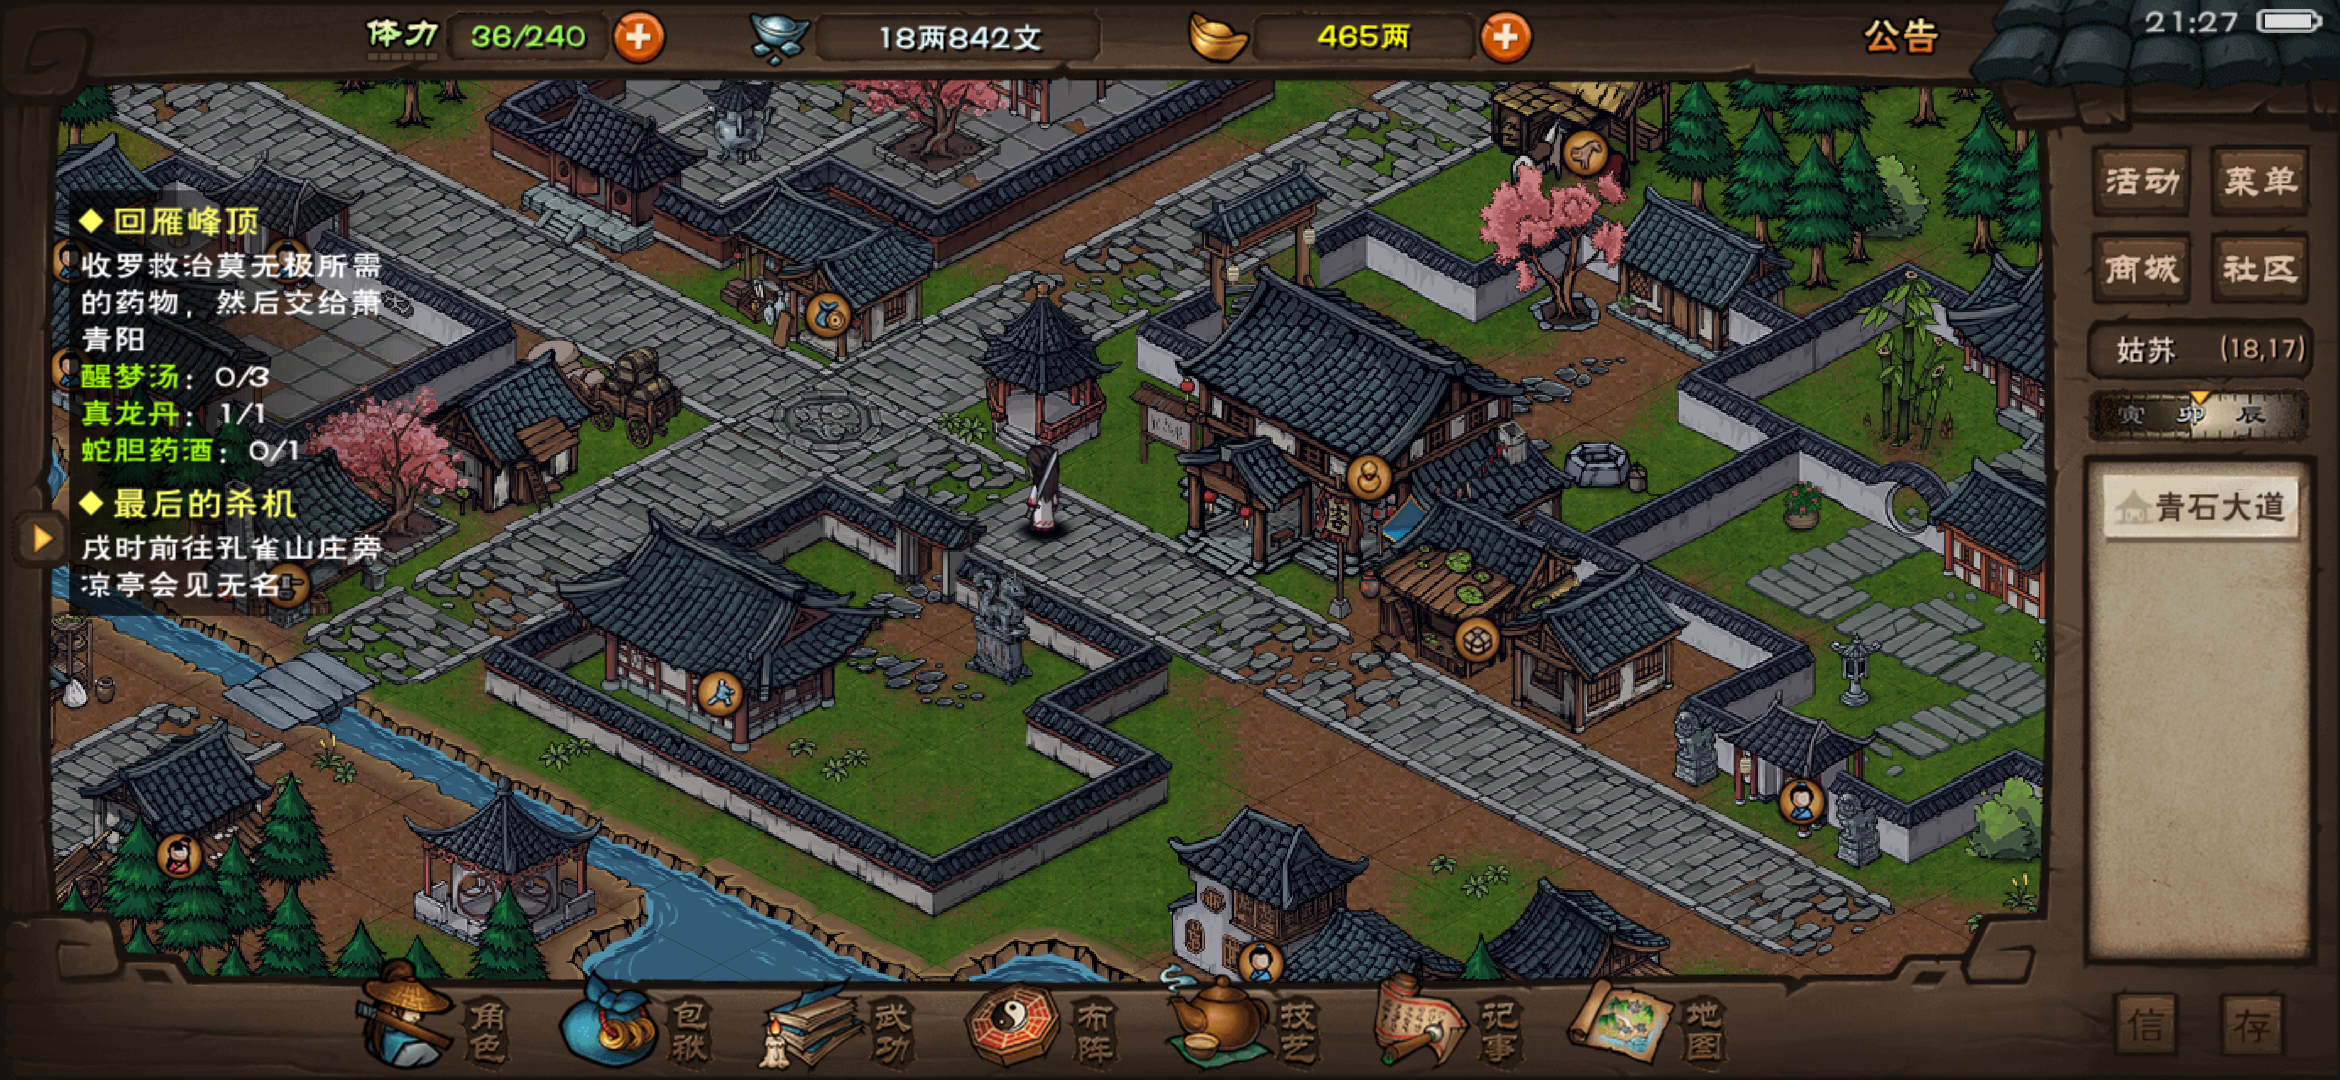 体力 36/240 18两842文 465两 公告 21:27
活动 菜单
商城 社区
姑苏 (18,17)
寅 卯 辰
青石大道
回雁峰顶
收罗救治莫无极所需
的药物，然后交给萧
青阳
醒梦汤：0/3
真龙丹：1/1
蛇胆药酒：0/1
最后的杀机
戌时前往孔雀山庄旁
凉亭会见无名
角色 包袱 武功 布阵 技艺 记事 地图
信 存